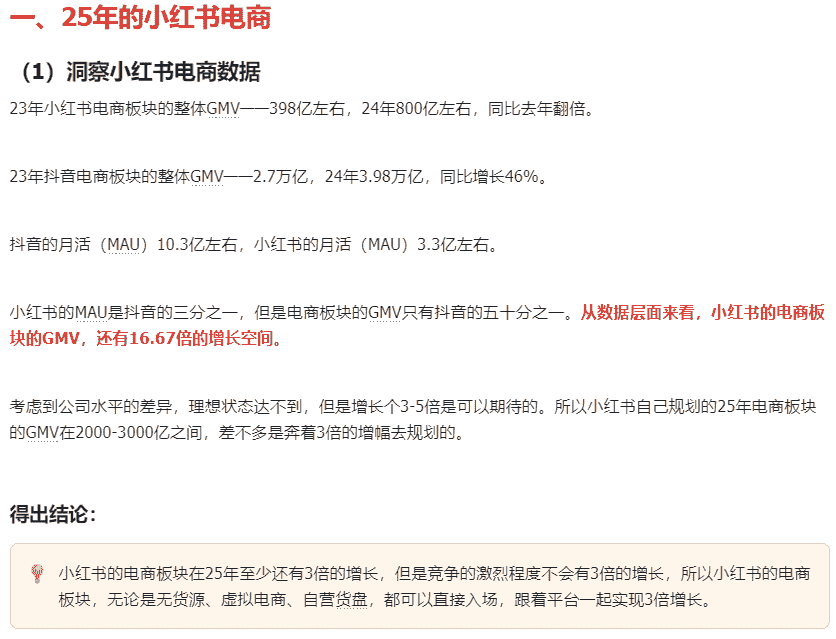 一、25年的小红书电商
（1）洞察小红书电商数据
23年小红书电商板块的整体GMV——398亿左右，24年800亿左右，同比去年翻倍。
23年抖音电商板块的整体GMV——2.7万亿，24年3.98万亿，同比增长46%。
抖音的月活（MAU）10.3亿左右，小红书的月活（MAU）3.3亿左右。
小红书的MAU是抖音的三分之一，但是电商板块的GMV只有抖音的五十分之一。从数据层面来看，小红书的电商板
块的GMV，还有16.67倍的增长空间。
考虑到公司水平的差异，理想状态达不到，但是增长个3-5倍是可以期待的。所以小红书自己规划的25年电商板块
的GMV在2000-3000亿之间，差不多是奔着3倍的增幅去规划的。
得出结论：
小红书的电商板块在25年至少还有3倍的增长，但是竞争的激烈程度不会有3倍的增长，所以小红书的电商
板块，无论是无货源、虚拟电商、自营货盘，都可以直接入场，跟着平台一起实现3倍增长。